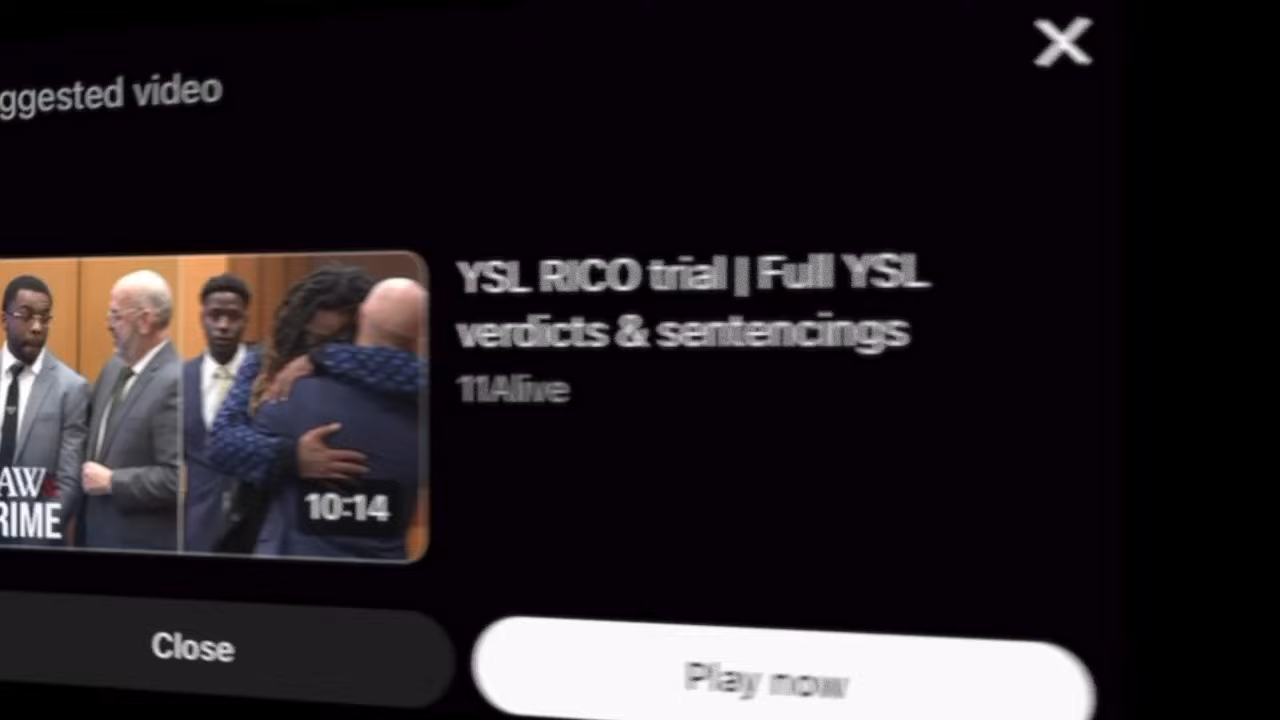 ggested video
YSL RICO trial | Full YSL
verdicts & sentencings
11Alive
AW&
RIME
10:14
Close
Play now